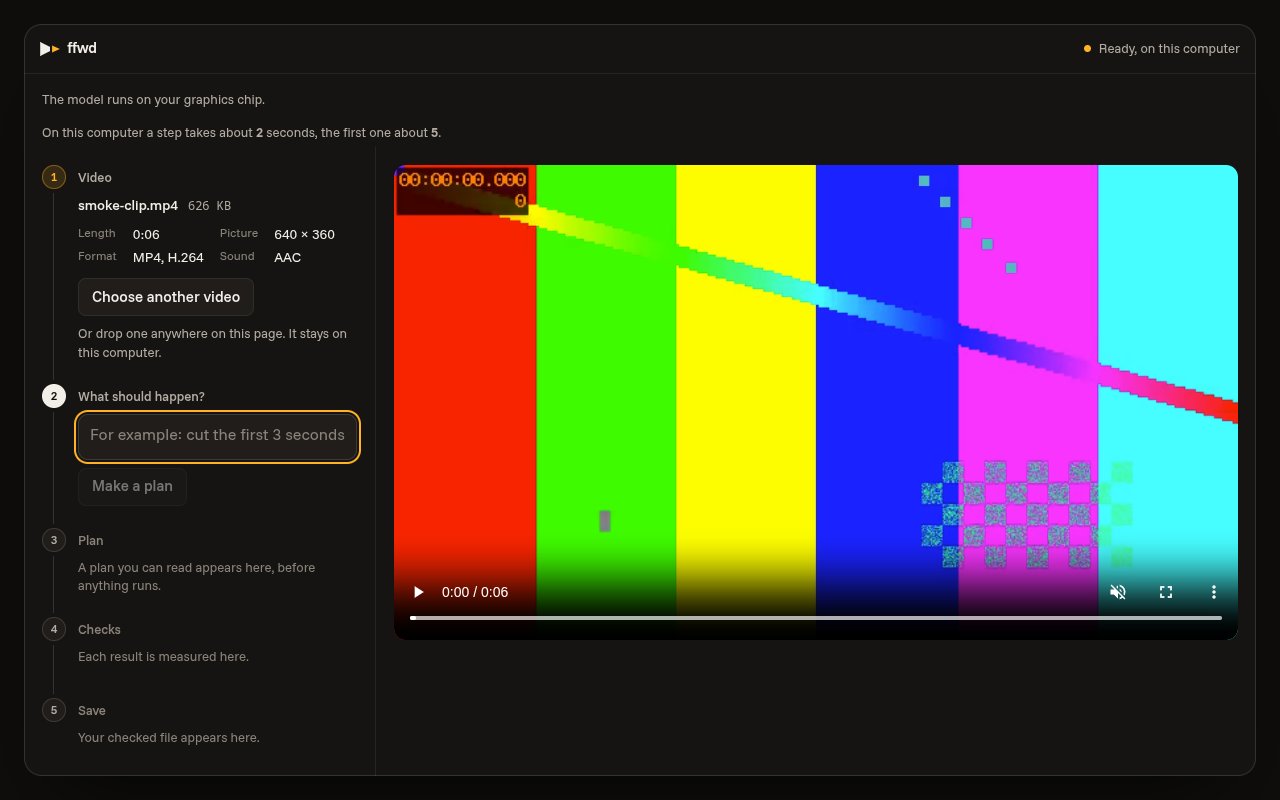 ffwd
Ready, on this computer
The model runs on your graphics chip.
On this computer a step takes about 2 seconds, the first one about 5.
1 Video
smoke-clip.mp4 626 KB
Length 0:06 Picture 640 × 360
Format MP4, H.264 Sound AAC
Choose another video
Or drop one anywhere on this page. It stays on
this computer.
2 What should happen?
For example: cut the first 3 seconds
Make a plan
3 Plan
A plan you can read appears here, before
anything runs.
4 Checks
Each result is measured here.
5 Save
Your checked file appears here.
00:00:00.000
0
0:00 / 0:06